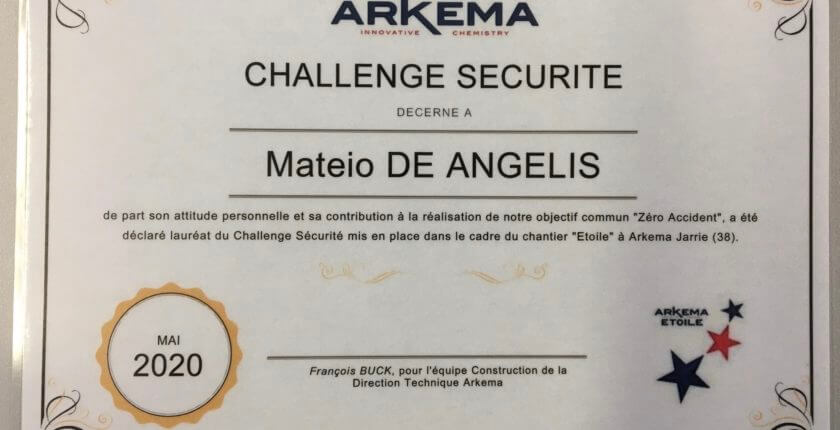 ARKEMA
INNOVATIVE CHEMISTRY
CHALLENGE SECURITE
DECERNE A
Mateio DE ANGELIS
de part son attitude personnelle et sa contribution à la réalisation de notre objectif commun "Zéro Accident", a été
déclaré lauréat du Challenge Sécurité mis en place dans le cadre du chantier "Etoile" à Arkema Jarrie (38).
MAI
2020
François BUCK, pour l'équipe Construction de la
Direction Technique Arkema
ARKEMA
ETOILE